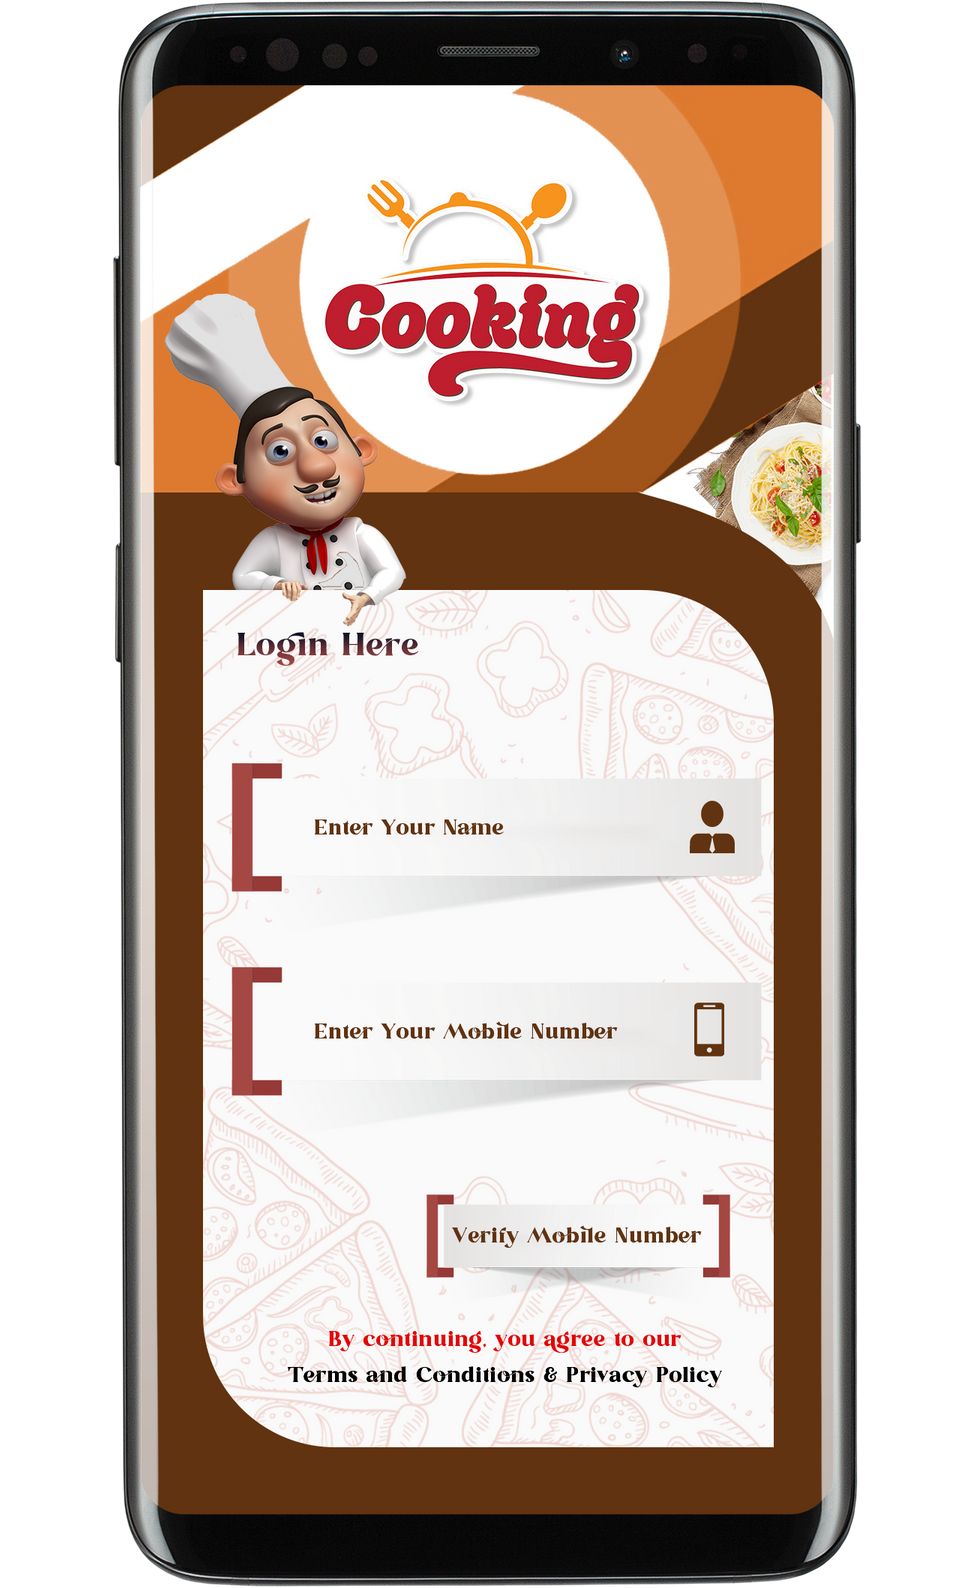 Cooking
Login Here
Enter Your Name
Enter Your Mobile Number
Verify Mobile Number
By continuing, you agree to our
Terms and Conditions & Privacy Policy